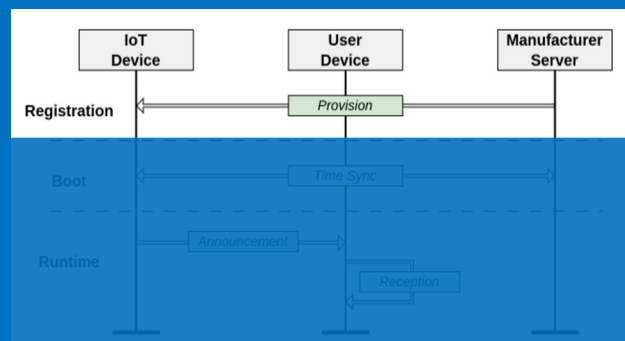 IoT
Device
User
Device
Manufacturer
Server
Registration
Provision
Boot
Time Sync
Announcement
Runtime
Reception